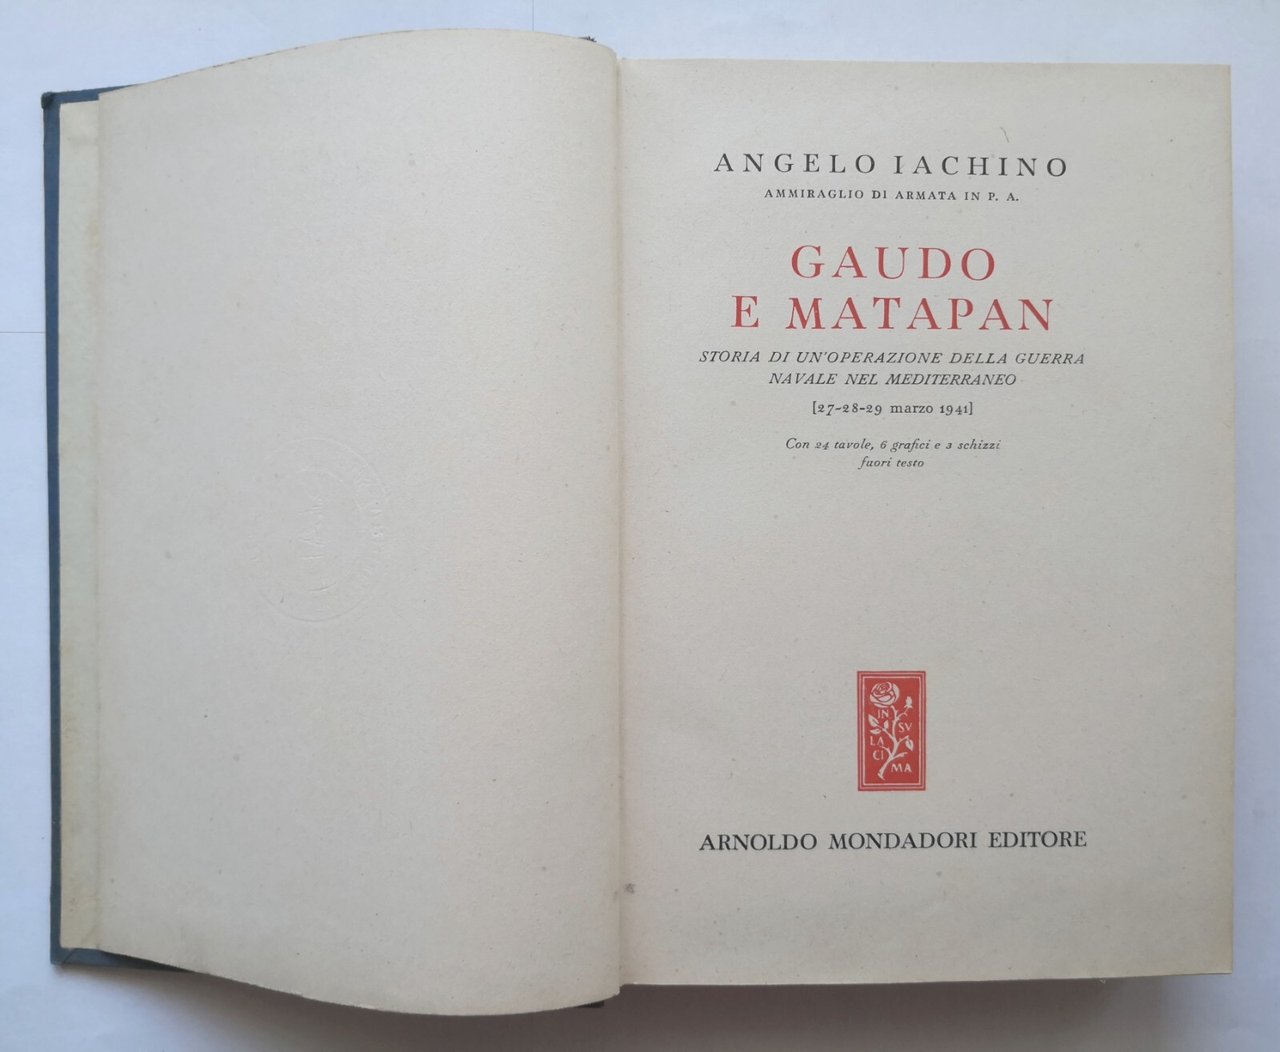 ANGELO IACHINO
AMMIRAGLIO DI ARMATA IN P. A.
GAUDO
E MATAPAN
STORIA DI UN'OPERAZIONE DELLA GUERRA
NAVALE NEL MEDITERRANEO
[27-28-29 marzo 1941]
Con 24 tavole, 6 grafici e 3 schizzi
fuori testo
IN
SV
LA
CI
MA
ARNOLDO MONDADORI EDITORE